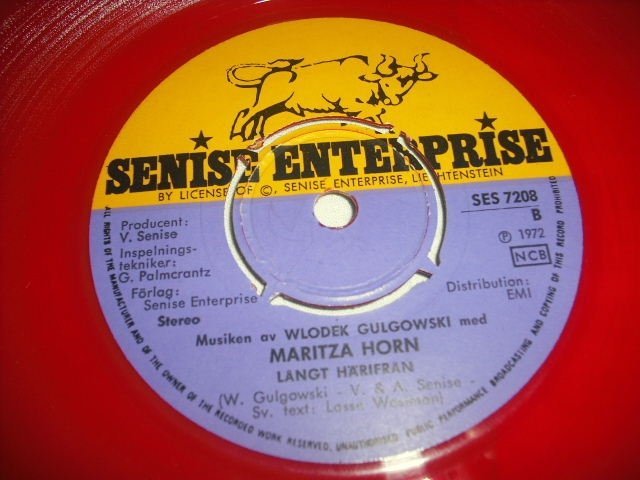 SENISE ENTERPRISE
BY LICENSE OF ©, SENISE ENTERPRISE, LIECHTENSTEIN
SES 7208
B
Ⓟ 1972
NCB
Distribution:
EMI
Producent:
V. Senise
Inspelnings-
tekniker:
G. Palmcrantz
Förlag:
Senise Enterprise
Stereo
Musiken av WLODEK GULGOWSKI med
MARITZA HORN
LÅNGT HÄRIFRÅN
(W. Gulgowski - V. & A. Senise -
Sv. text: Lasse Westman)
ALL RIGHTS OF THE MANUFACTURER AND OF THE OWNER OF THE RECORDED WORK RESERVED, UNAUTHORISED PUBLIC PERFORMANCE BROADCASTING AND COPYING OF THIS RECORD PROHIBITED